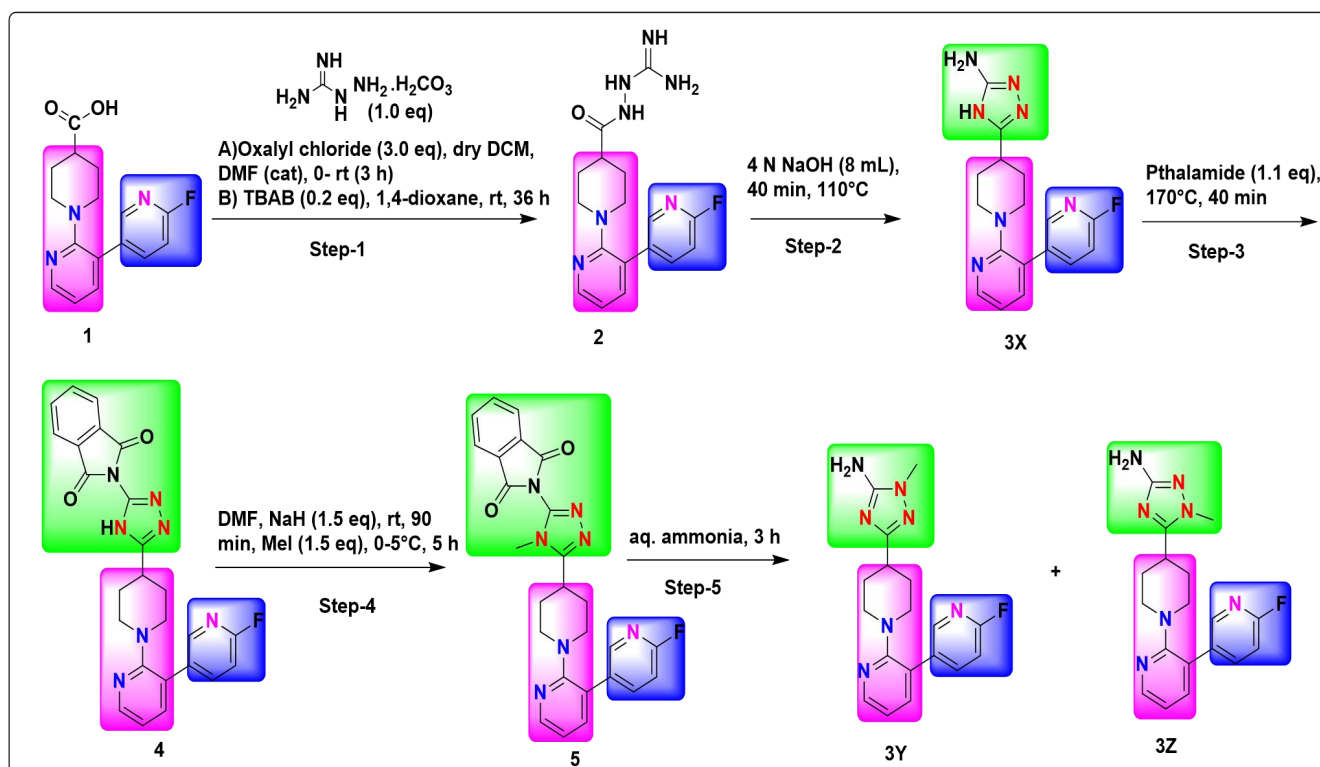 NH
H2N
N
H
NH2.H2CO3
(1.0 eq)
A)Oxalyl chloride (3.0 eq), dry DCM,
DMF (cat), 0- rt (3 h)
B) TBAB (0.2 eq), 1,4-dioxane, rt, 36 h
Step-1
O
OH
C
N
N
N
F
1
NH
NH
NH2
O
NH
N
N
N
F
2
4 N NaOH (8 mL),
40 min, 110°C
Step-2
H2N
N
HN
N
N
N
N
F
3X
Pthalamide (1.1 eq),
170°C, 40 min
Step-3
O
N
O
N
HN
N
N
N
N
F
4
DMF, NaH (1.5 eq), rt, 90
min, MeI (1.5 eq), 0-5°C, 5 h
Step-4
O
N
O
N
N
N
N
N
N
F
5
aq. ammonia, 3 h
Step-5
H2N
N
N
N
N
N
N
F
3Y
+
H2N
N
N
N
N
N
N
F
3Z